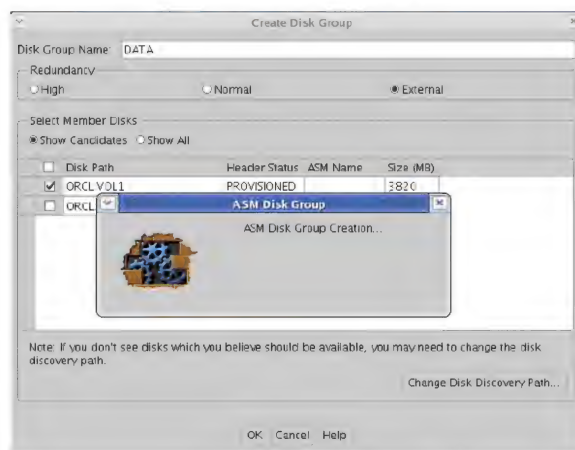 Create Disk Group
Disk Group Name: DATA
Redundancy
High Normal External
Select Member Disks
Show Candidates Show All
Disk Path Header Status ASM Name Size (MB)
ORCL:VOL1 PROVISIONED 3820
ORCL
ASM Disk Group
ASM Disk Group Creation...
Note: If you don't see disks which you believe should be available, you may need to change the disk
discovery path.
Change Disk Discovery Path...
OK Cancel Help